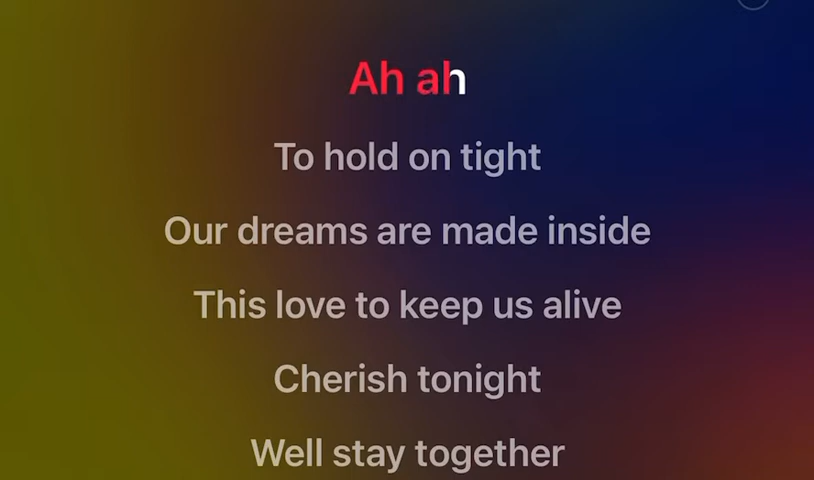 Ah ah
To hold on tight
Our dreams are made inside
This love to keep us alive
Cherish tonight
Well stay together